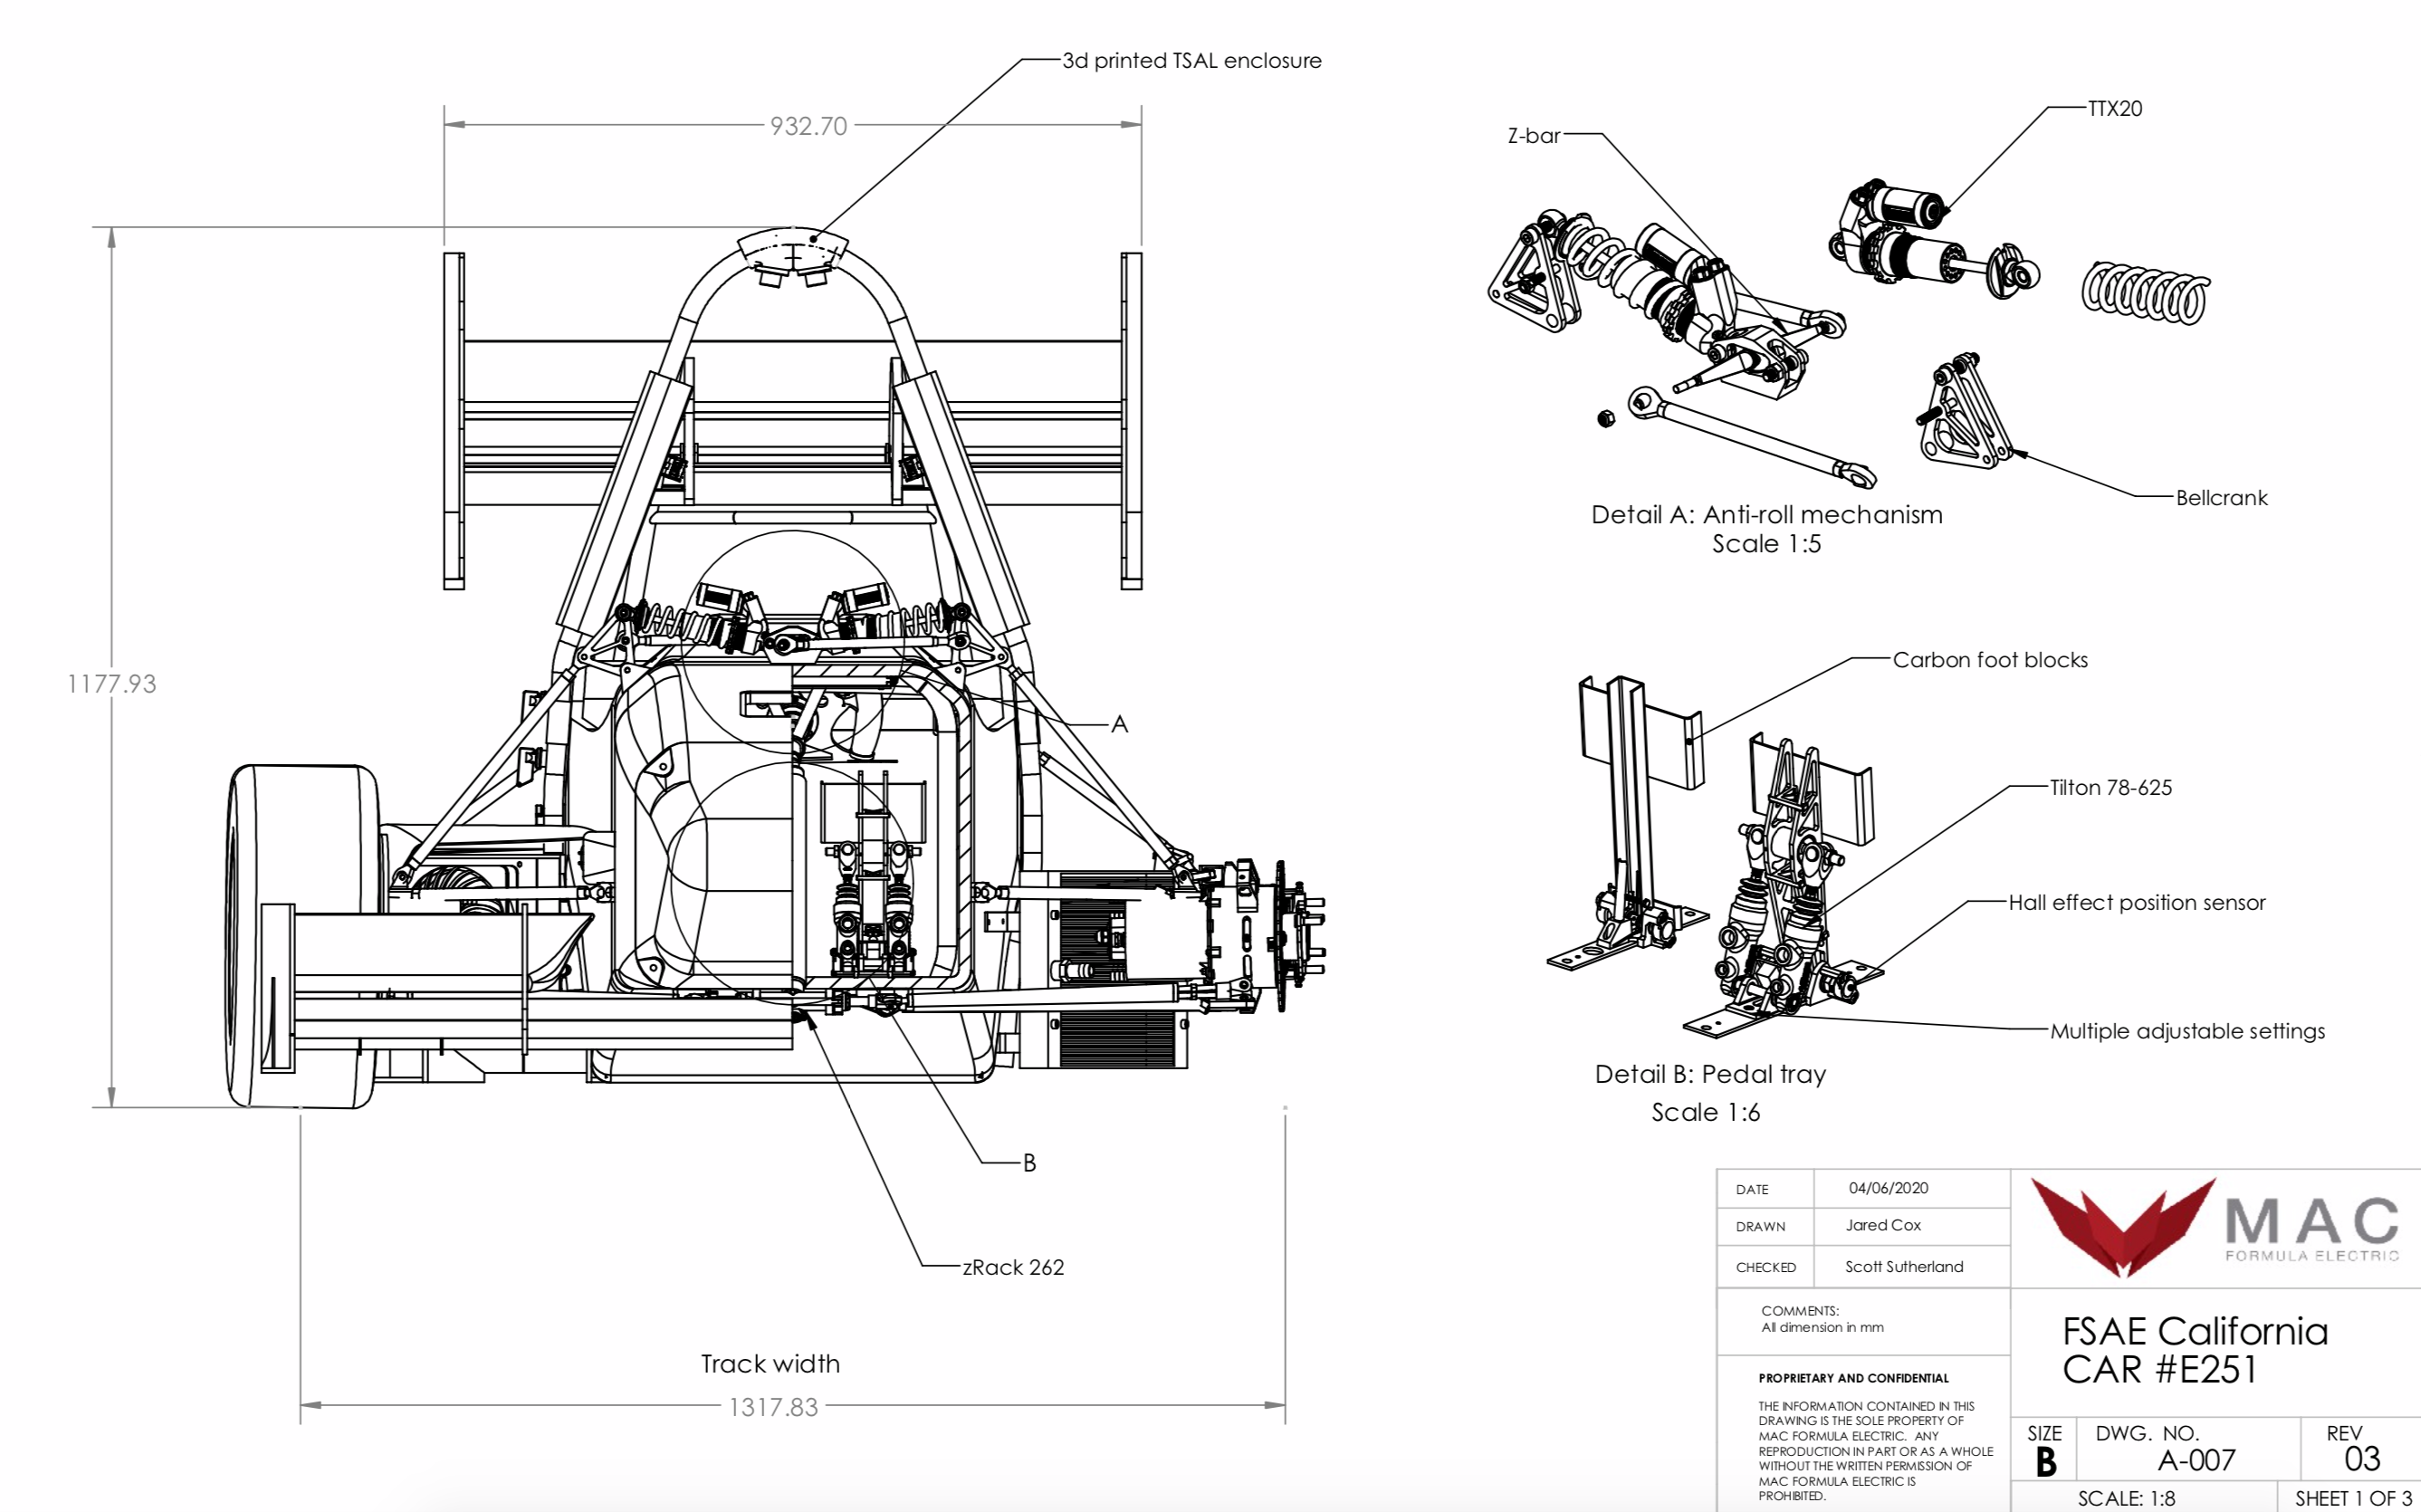 3d printed TSAL enclosure
932.70
1177.93
A
B
zRack 262
Track width
1317.83
Z-bar
TTX20
Bellcrank
Detail A: Anti-roll mechanism
Scale 1:5
Carbon foot blocks
Tilton 78-625
Hall effect position sensor
Multiple adjustable settings
Detail B: Pedal tray
Scale 1:6
DATE
04/06/2020
DRAWN
Jared Cox
CHECKED
Scott Sutherland
COMMENTS:
All dimension in mm
PROPRIETARY AND CONFIDENTIAL
THE INFORMATION CONTAINED IN THIS
DRAWING IS THE SOLE PROPERTY OF
MAC FORMULA ELECTRIC. ANY
REPRODUCTION IN PART OR AS A WHOLE
WITHOUT THE WRITTEN PERMISSION OF
MAC FORMULA ELECTRIC IS
PROHIBITED.
MAC
FORMULA ELECTRIC
FSAE California
CAR #E251
SIZE
B
DWG. NO.
A-007
REV
03
SCALE: 1:8
SHEET 1 OF 3